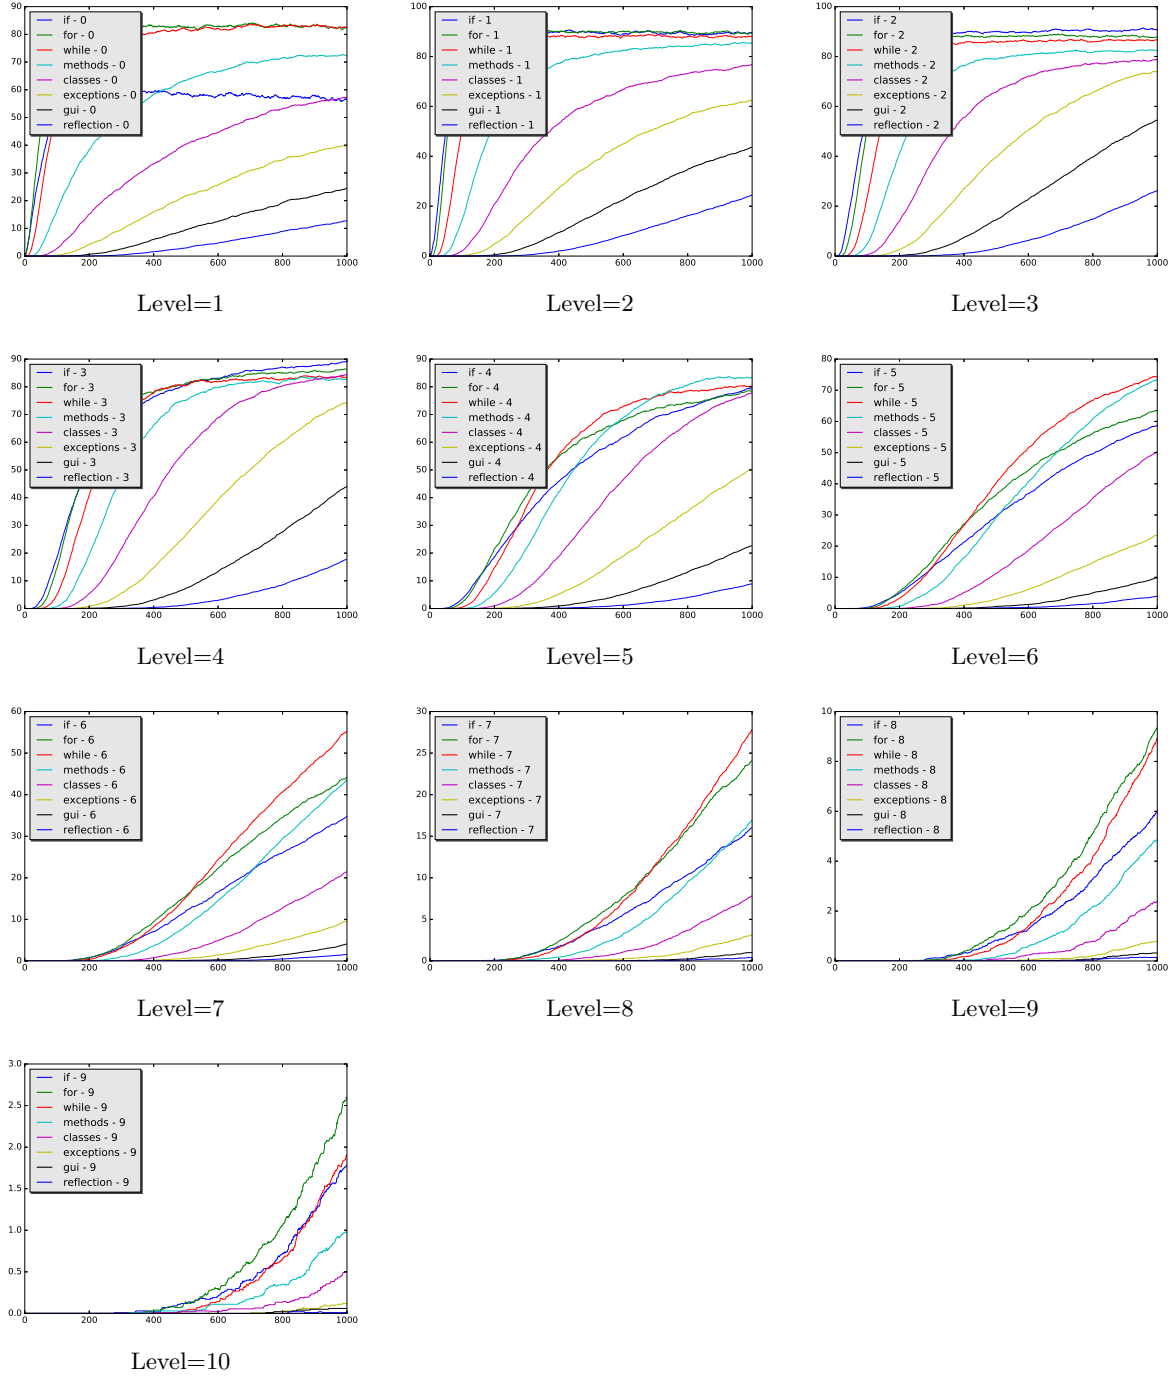 90
80
70
60
50
40
30
20
10
0
0 200 400 600 800 1000
if - 0
for - 0
while - 0
methods - 0
classes - 0
exceptions - 0
gui - 0
reflection - 0
Level=1
100
80
60
40
20
0
0 200 400 600 800 1000
if - 1
for - 1
while - 1
methods - 1
classes - 1
exceptions - 1
gui - 1
reflection - 1
Level=2
100
80
60
40
20
0
0 200 400 600 800 1000
if - 2
for - 2
while - 2
methods - 2
classes - 2
exceptions - 2
gui - 2
reflection - 2
Level=3
90
80
70
60
50
40
30
20
10
0
0 200 400 600 800 1000
if - 3
for - 3
while - 3
methods - 3
classes - 3
exceptions - 3
gui - 3
reflection - 3
Level=4
90
80
70
60
50
40
30
20
10
0
0 200 400 600 800 1000
if - 4
for - 4
while - 4
methods - 4
classes - 4
exceptions - 4
gui - 4
reflection - 4
Level=5
80
70
60
50
40
30
20
10
0
0 200 400 600 800 1000
if - 5
for - 5
while - 5
methods - 5
classes - 5
exceptions - 5
gui - 5
reflection - 5
Level=6
60
50
40
30
20
10
0
0 200 400 600 800 1000
if - 6
for - 6
while - 6
methods - 6
classes - 6
exceptions - 6
gui - 6
reflection - 6
Level=7
30
25
20
15
10
5
0
0 200 400 600 800 1000
if - 7
for - 7
while - 7
methods - 7
classes - 7
exceptions - 7
gui - 7
reflection - 7
Level=8
10
8
6
4
2
0
0 200 400 600 800 1000
if - 8
for - 8
while - 8
methods - 8
classes - 8
exceptions - 8
gui - 8
reflection - 8
Level=9
3.0
2.5
2.0
1.5
1.0
0.5
0.0
0 200 400 600 800 1000
if - 9
for - 9
while - 9
methods - 9
classes - 9
exceptions - 9
gui - 9
reflection - 9
Level=10